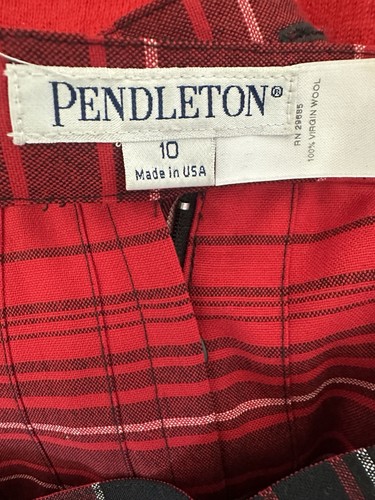 PENDLETON®
10
Made in USA
RN 29685
100% VIRGIN WOOL